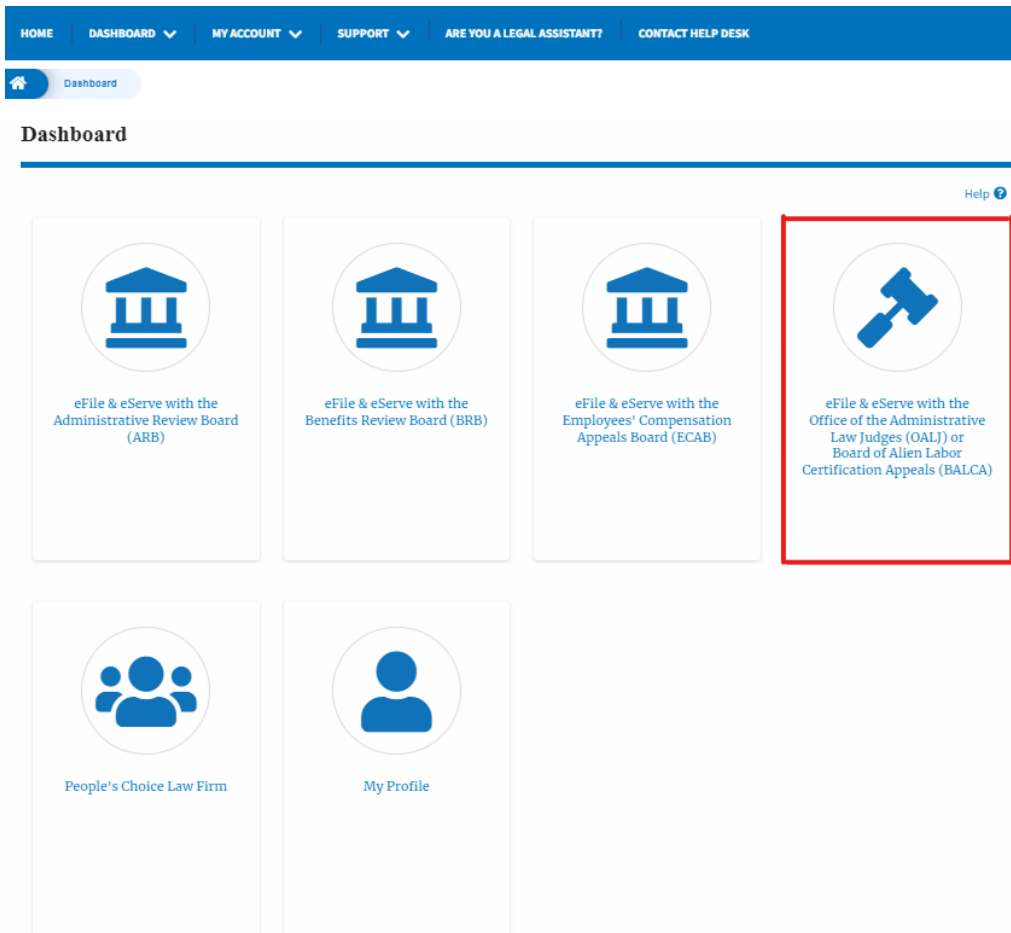 HOME DASHBOARD MY ACCOUNT SUPPORT ARE YOU A LEGAL ASSISTANT? CONTACT HELP DESK
Dashboard
Dashboard
Help
eFile & eServe with the
Administrative Review Board
(ARB)
eFile & eServe with the
Benefits Review Board (BRB)
eFile & eServe with the
Employees' Compensation
Appeals Board (ECAB)
eFile & eServe with the
Office of the Administrative
Law Judges (OALJ) or
Board of Alien Labor
Certification Appeals (BALCA)
People's Choice Law Firm
My Profile